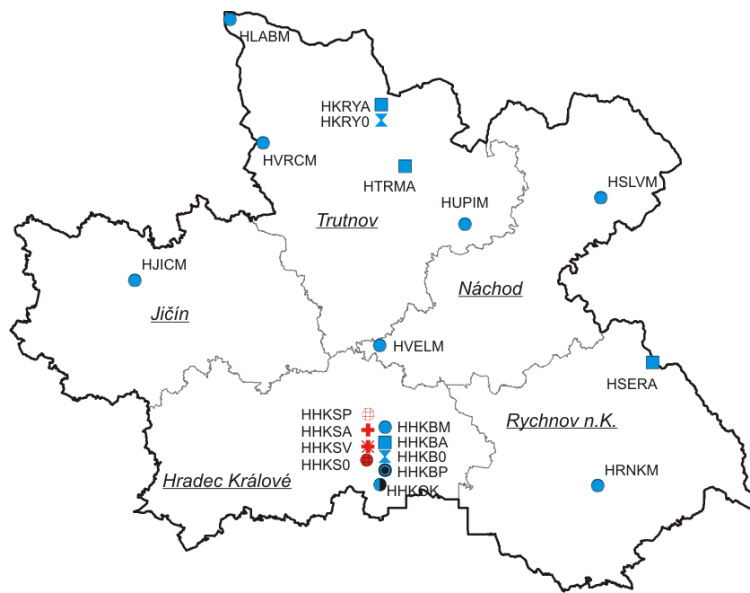 HLABM
HKRYA
HKRY0
HVRCM
HTRMA
HSLVM
HUPIM
Trutnov
HJICM
Náchod
Jičín
HVELM
HSERA
HHKSP
HHKBM
Rychnov n.K.
HHKSA
HHKBA
HHKSV
HHKB0
HHKS0
HHKBP
Hradec Králové
HHKOK
HRNKM